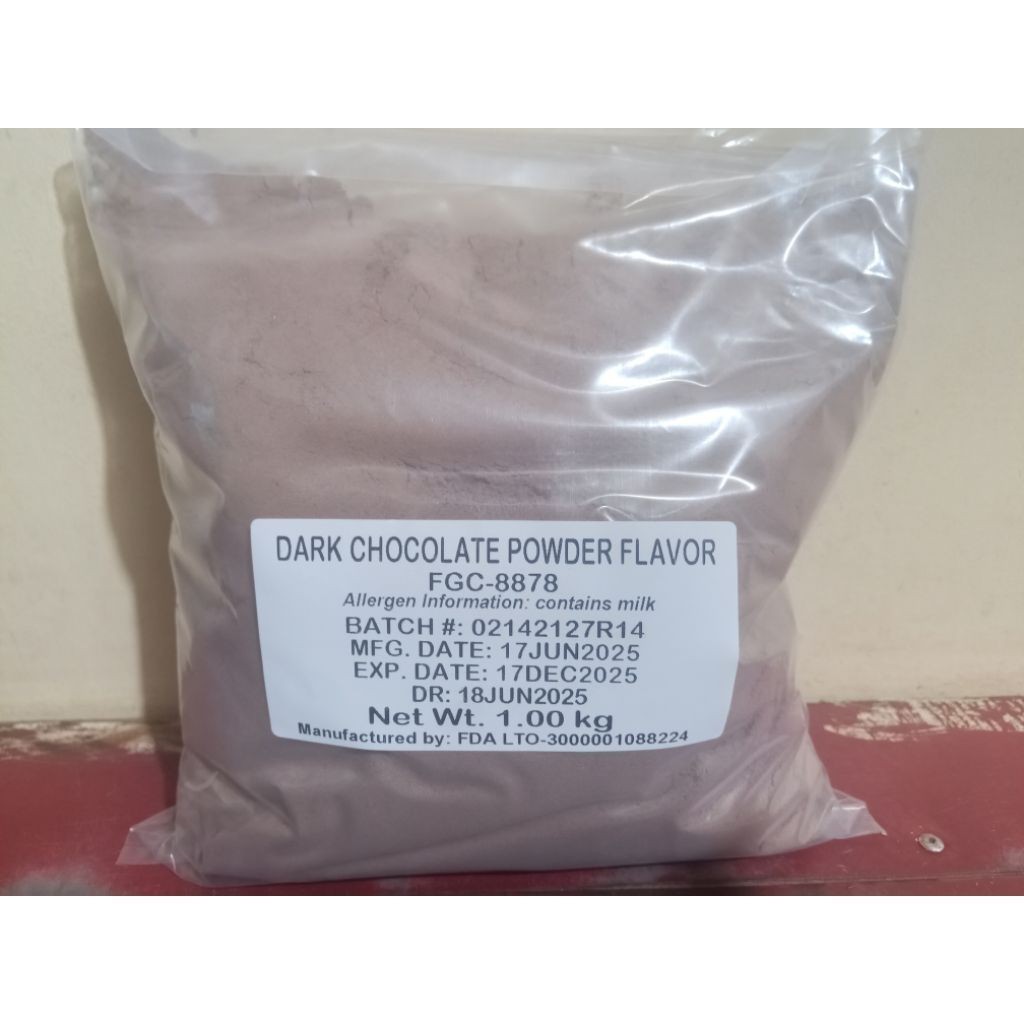 DARK CHOCOLATE POWDER FLAVOR
FGC-8878
Allergen Information: contains milk
BATCH #: 02142127R14
MFG. DATE: 17JUN2025
EXP. DATE: 17DEC2025
DR: 18JUN2025
Net Wt. 1.00 kg
Manufactured by: FDA LTO-3000001088224